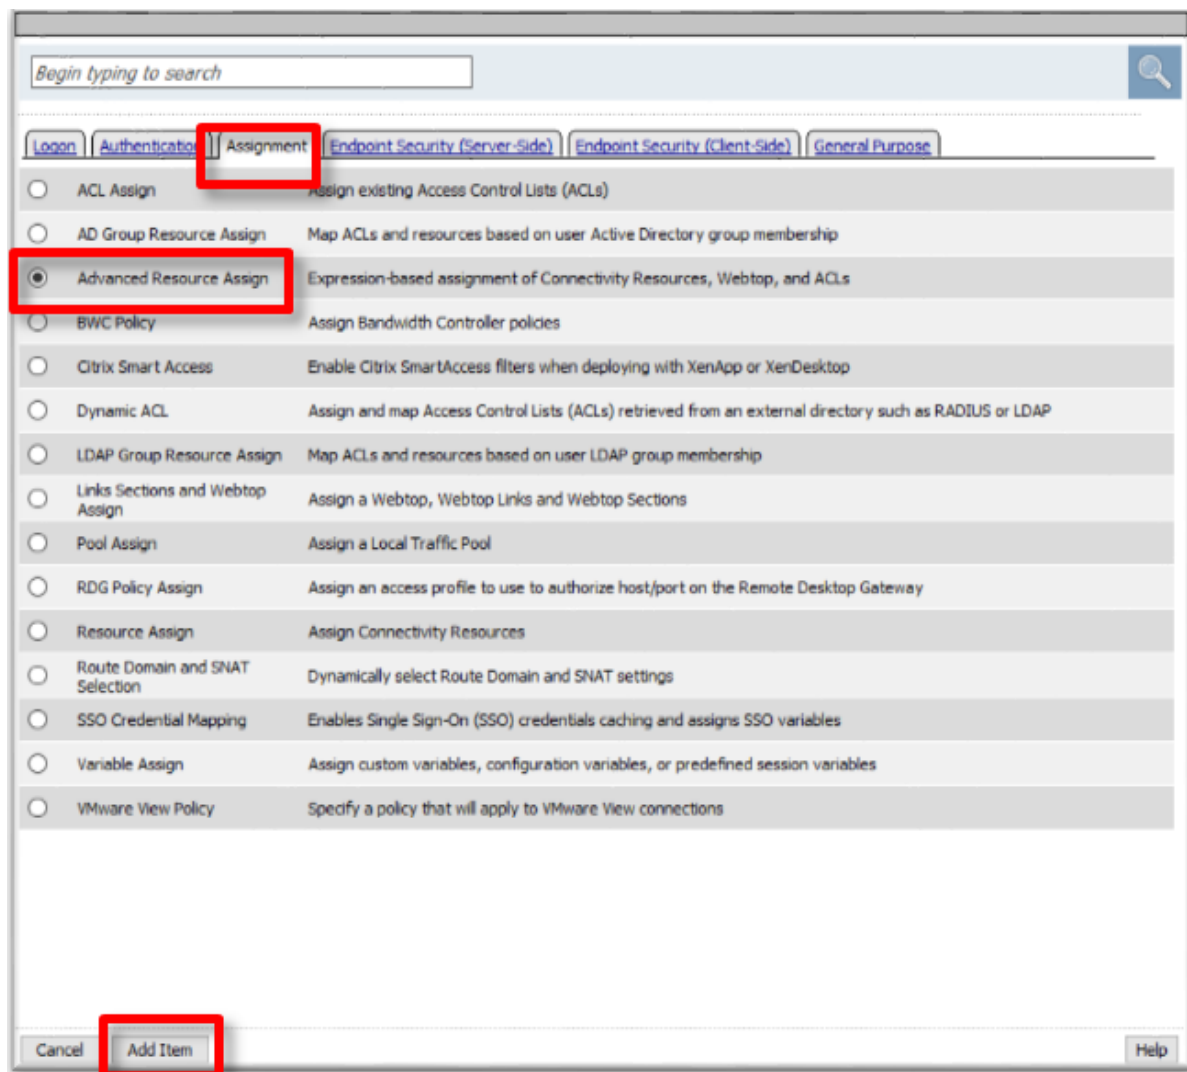 Begin typing to search
Logon Authentication Assignment Endpoint Security (Server-Side) Endpoint Security (Client-Side) General Purpose
ACL Assign Assign existing Access Control Lists (ACLs)
AD Group Resource Assign Map ACLs and resources based on user Active Directory group membership
Advanced Resource Assign Expression-based assignment of Connectivity Resources, Webtop, and ACLs
BWC Policy Assign Bandwidth Controller policies
Citrix Smart Access Enable Citrix SmartAccess filters when deploying with XenApp or XenDesktop
Dynamic ACL Assign and map Access Control Lists (ACLs) retrieved from an external directory such as RADIUS or LDAP
LDAP Group Resource Assign Map ACLs and resources based on user LDAP group membership
Links Sections and Webtop
Assign Assign a Webtop, Webtop Links and Webtop Sections
Pool Assign Assign a Local Traffic Pool
RDG Policy Assign Assign an access profile to use to authorize host/port on the Remote Desktop Gateway
Resource Assign Assign Connectivity Resources
Route Domain and SNAT
Selection Dynamically select Route Domain and SNAT settings
SSO Credential Mapping Enables Single Sign-On (SSO) credentials caching and assigns SSO variables
Variable Assign Assign custom variables, configuration variables, or predefined session variables
VMware View Policy Specify a policy that will apply to VMware View connections
Cancel Add Item Help